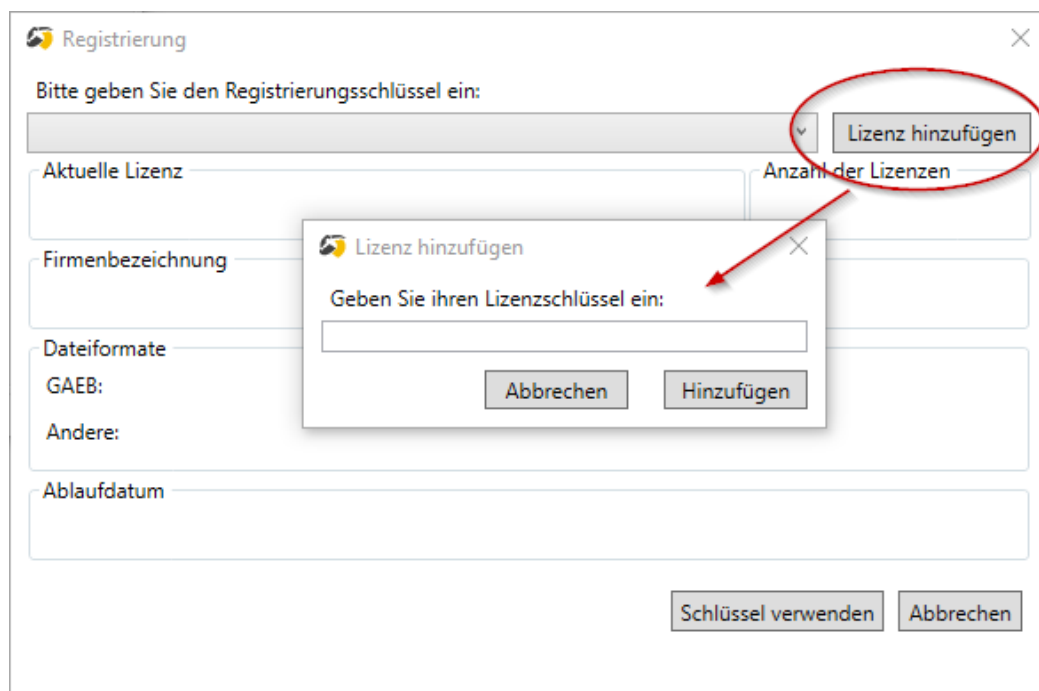 Registrierung
Bitte geben Sie den Registrierungsschlüssel ein:
Lizenz hinzufügen
Aktuelle Lizenz
Anzahl der Lizenzen
Lizenz hinzufügen
Firmenbezeichnung
Geben Sie ihren Lizenzschlüssel ein:
Dateiformate
GAEB:
Abbrechen
Hinzufügen
Andere:
Ablaufdatum
Schlüssel verwenden
Abbrechen